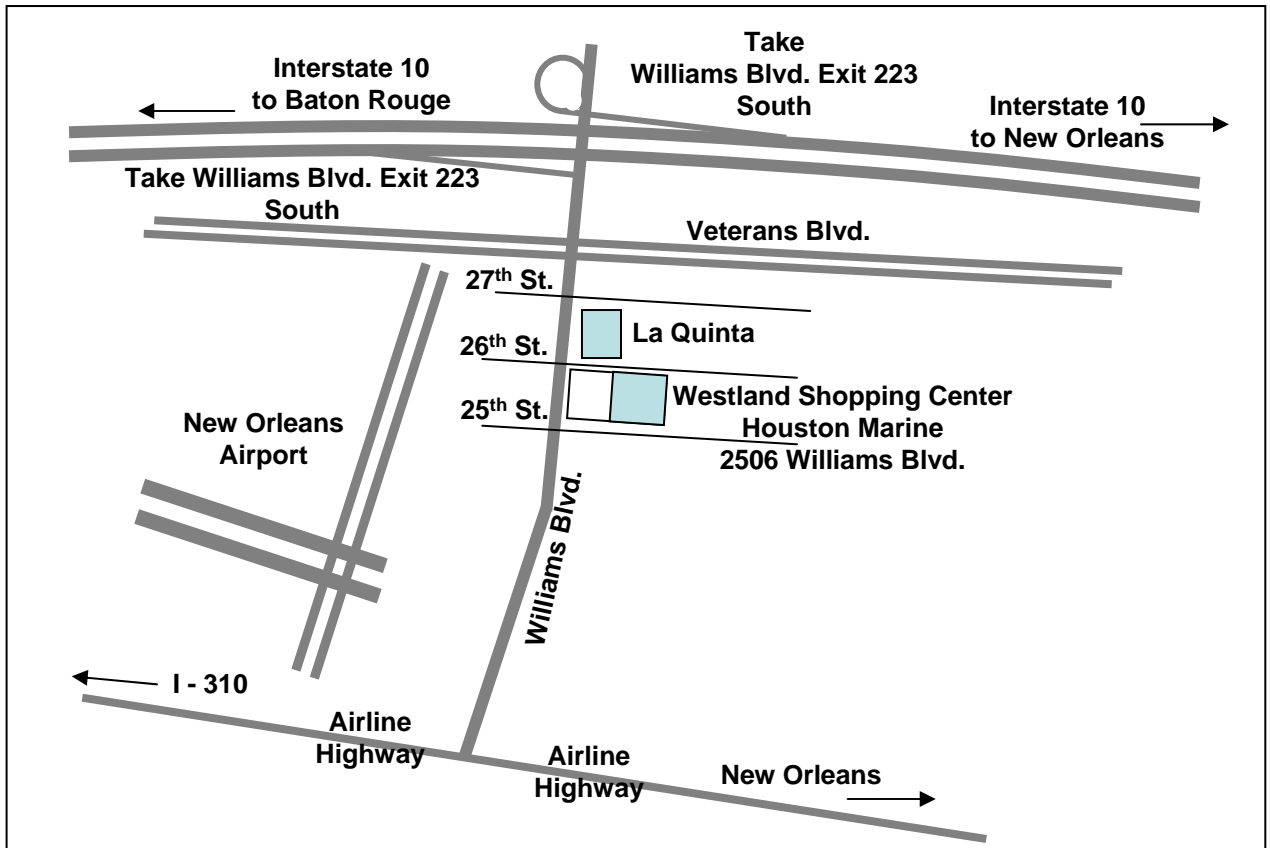 Interstate 10
to Baton Rouge
Take
Williams Blvd. Exit 223
South
Interstate 10
to New Orleans
Take Williams Blvd. Exit 223
South
Veterans Blvd.
27th St.
La Quinta
26th St.
Westland Shopping Center
Houston Marine
2506 Williams Blvd.
25th St.
New Orleans
Airport
Williams Blvd.
I - 310
Airline
Highway
Airline
Highway
New Orleans